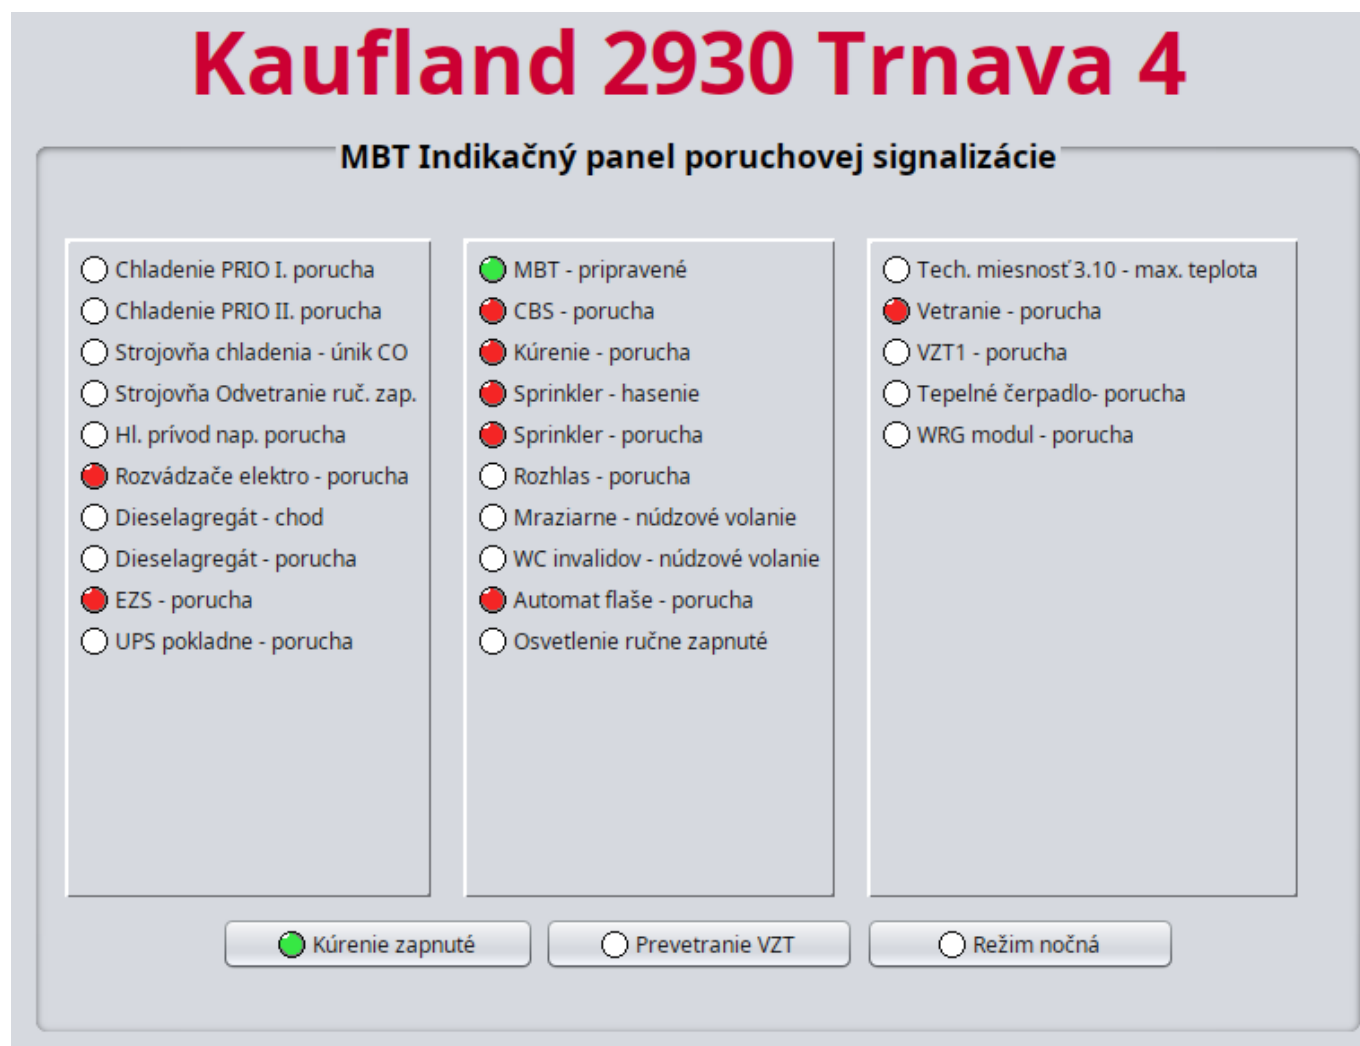 Kaufland 2930 Trnava 4
MBT Indikačný panel poruchovej signalizácie
Chladenie PRIO I. porucha
Chladenie PRIO II. porucha
Strojovňa chladenia - únik CO
Strojovňa Odvetranie ruč. zap.
Hl. prívod nap. porucha
Rozvádzače elektro - porucha
Dieselagregát - chod
Dieselagregát - porucha
EZS - porucha
UPS pokladne - porucha
MBT - pripravené
CBS - porucha
Kúrenie - porucha
Sprinkler - hasenie
Sprinkler - porucha
Rozhlas - porucha
Mraziarne - núdzové volanie
WC invalidov - núdzové volanie
Automat flaše - porucha
Osvetlenie ručne zapnuté
Tech. miesnosť 3.10 - max. teplota
Vetranie - porucha
VZT1 - porucha
Tepelné čerpadlo- porucha
WRG modul - porucha
Kúrenie zapnuté
Prevetranie VZT
Režim nočná